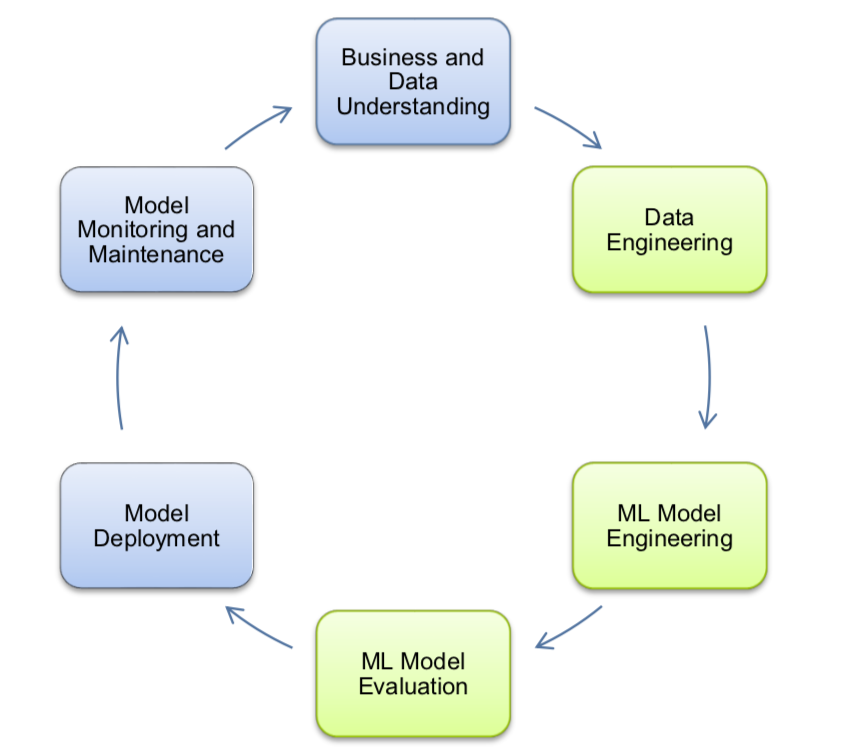 Business and
Data
Understanding
Data
Engineering
ML Model
Engineering
ML Model
Evaluation
Model
Deployment
Model
Monitoring and
Maintenance